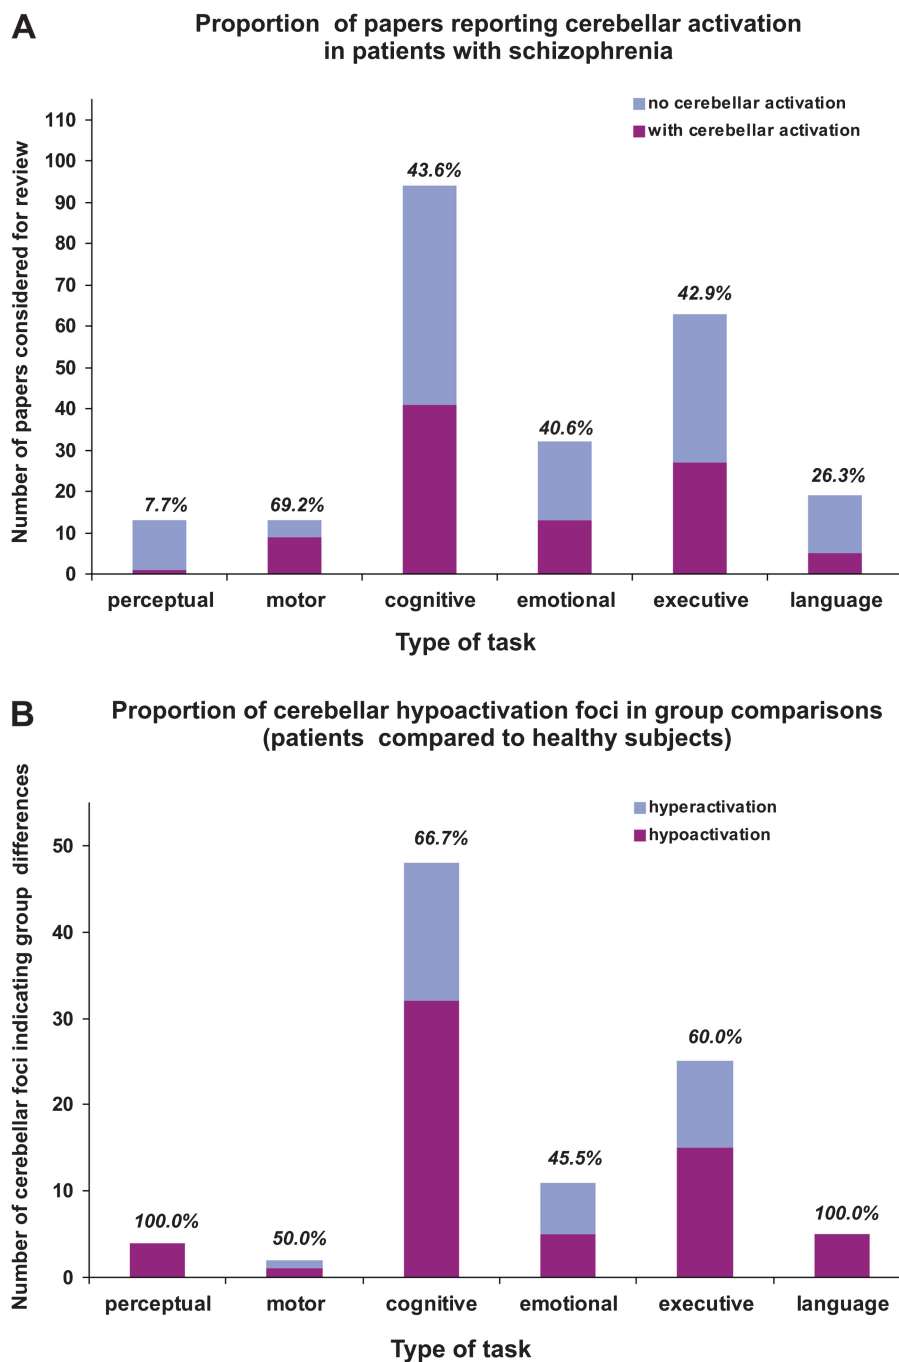 A
Proportion of papers reporting cerebellar activation
in patients with schizophrenia
no cerebellar activation
with cerebellar activation
Number of papers considered for review
110
100
90
80
70
60
50
40
30
20
10
0
7.7%
69.2%
43.6%
40.6%
42.9%
26.3%
perceptual motor cognitive emotional executive language
Type of task
B
Proportion of cerebellar hypoactivation foci in group comparisons
(patients compared to healthy subjects)
hyperactivation
hypoactivation
Number of cerebellar foci indicating group differences
50
40
30
20
10
0
100.0%
50.0%
66.7%
45.5%
60.0%
100.0%
perceptual motor cognitive emotional executive language
Type of task